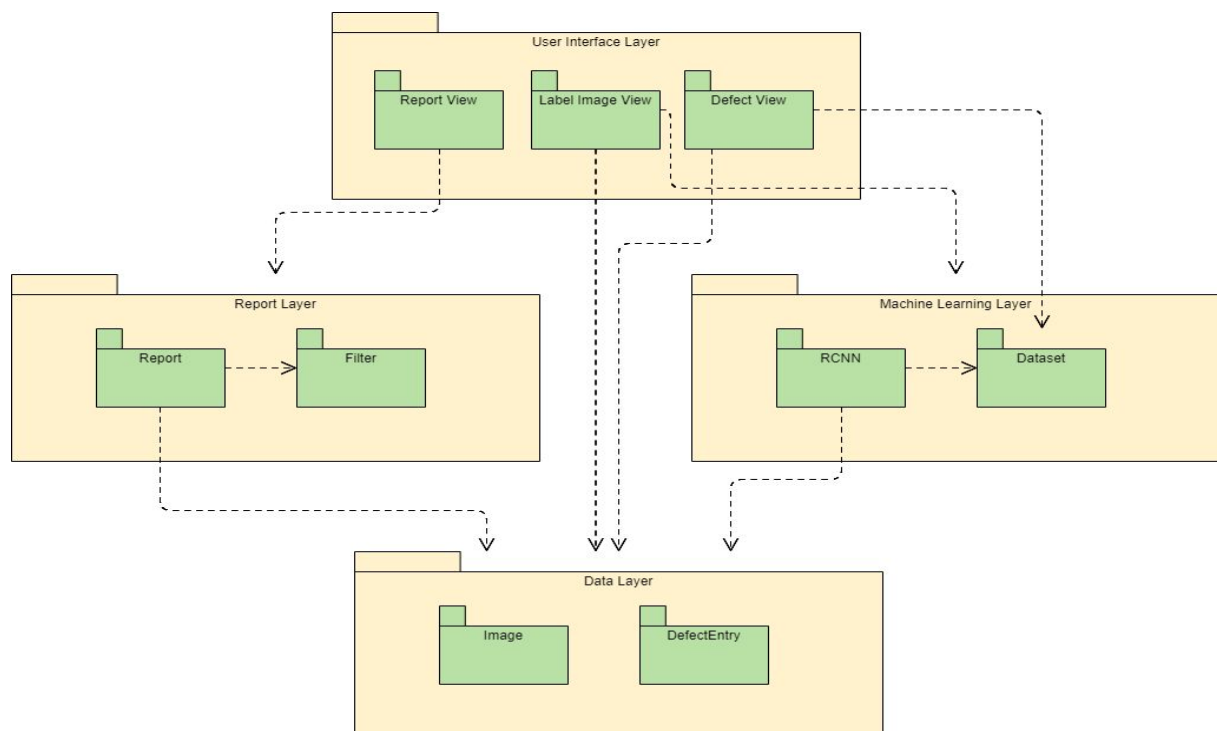 User Interface Layer
Report View
Label Image View
Defect View
Report Layer
Report
Filter
Machine Learning Layer
RCNN
Dataset
Data Layer
Image
DefectEntry